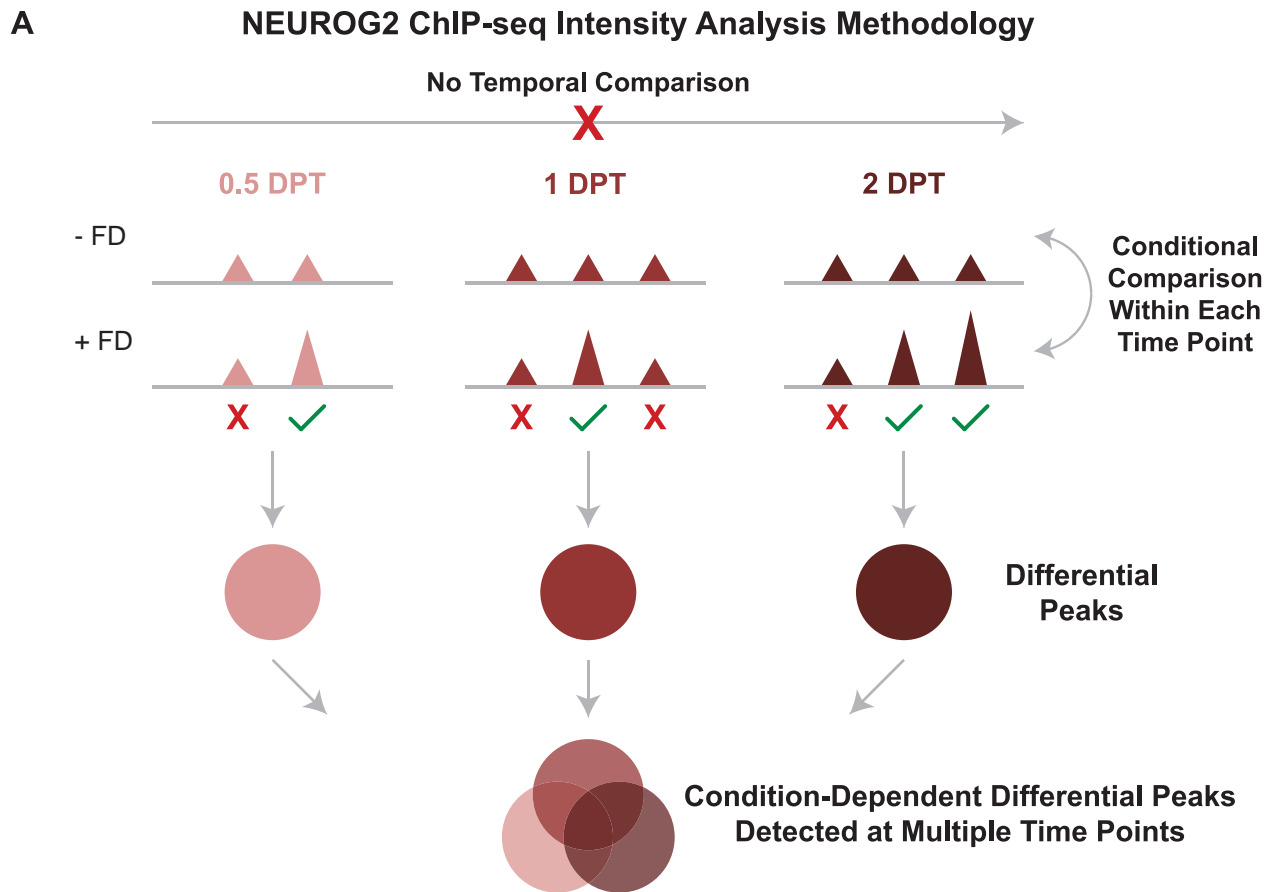 A
NEUROG2 ChIP-seq Intensity Analysis Methodology
No Temporal Comparison
X
0.5 DPT
1 DPT
2 DPT
- FD
+ FD
Conditional
Comparison
Within Each
Time Point
X
X
X
X
Differential
Peaks
Condition-Dependent Differential Peaks
Detected at Multiple Time Points